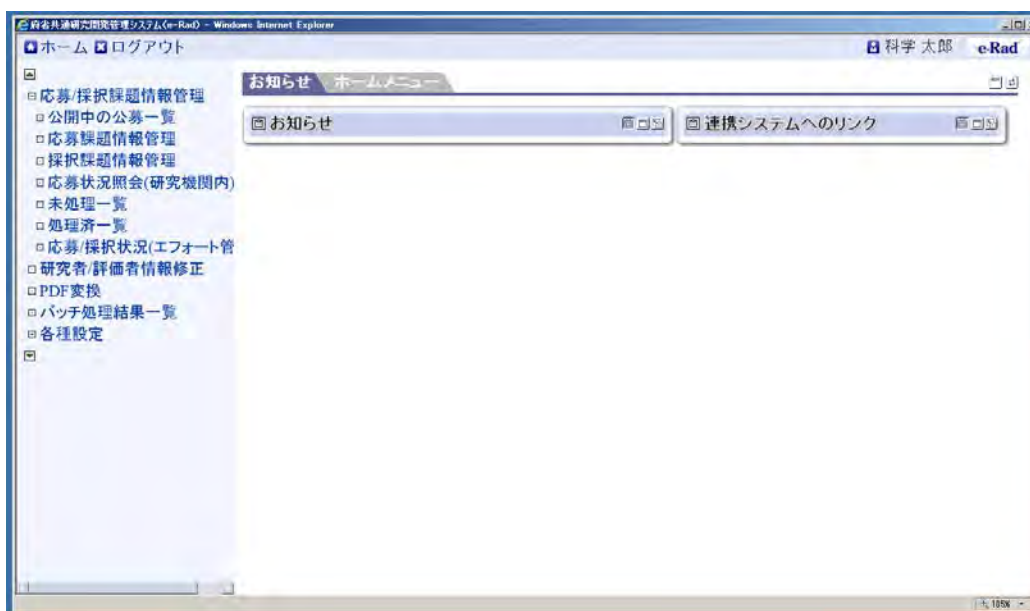 府省共通研究開発管理システム(e-Rad) - Windows Internet Explorer
ホーム ログアウト
科学 太郎 e-Rad
お知らせ ホームメニュー
応募/採択課題情報管理
公開中の公募一覧
応募課題情報管理
採択課題情報管理
応募状況照会(研究機関内)
未処理一覧
処理済一覧
応募/採択状況(エフォート管
研究者/評価者情報修正
PDF変換
バッチ処理結果一覧
各種設定
お知らせ
連携システムへのリンク
105%